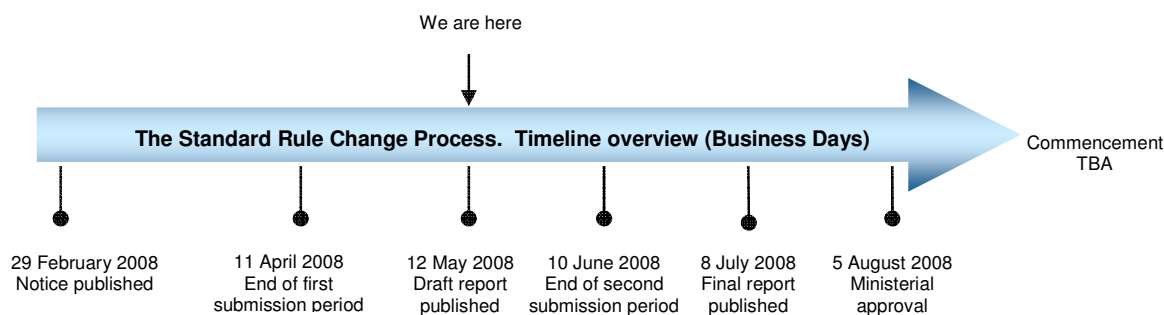 We are here
The Standard Rule Change Process. Timeline overview (Business Days)
Commencement
TBA
29 February 2008
Notice published
11 April 2008
End of first
submission period
12 May 2008
Draft report
published
10 June 2008
End of second
submission period
8 July 2008
Final report
published
5 August 2008
Ministerial
approval